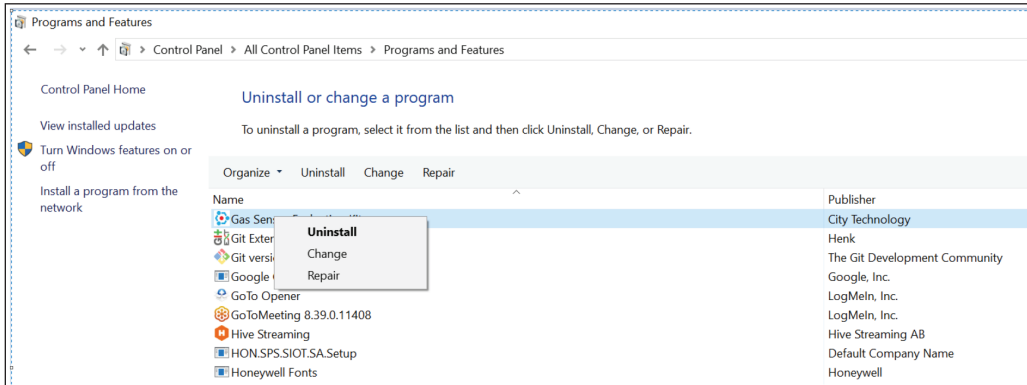 Programs and Features
Control Panel > All Control Panel Items > Programs and Features
Control Panel Home
View installed updates
Turn Windows features on or
off
Install a program from the
network
Uninstall or change a program
To uninstall a program, select it from the list and then click Uninstall, Change, or Repair.
Organize Uninstall Change Repair
Name Publisher
Gas City Technology
Git Henk
Git The Git Development Community
Google Google, Inc.
Uninstall
Change
Repair
GoTo Opener LogMeIn, Inc.
GoToMeeting 8.39.0.11408 LogMeIn, Inc.
Hive Streaming Hive Streaming AB
HON.SPS.SIOT.SA.Setup Default Company Name
Honeywell Fonts Honeywell